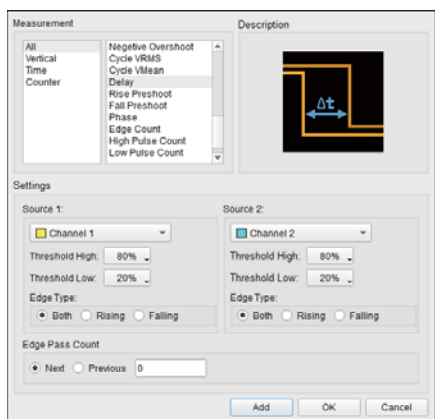 Measurement
All
Vertical
Time
Counter
Negetive Overshoot
Cycle VRMS
Cycle VMean
Delay
Rise Preshoot
Fall Preshoot
Phase
Edge Count
High Pulse Count
Low Pulse Count
Description
Δt
Settings
Source 1:
Channel 1
Threshold High: 80%
Threshold Low: 20%
Edge Type:
Both Rising Falling
Source 2:
Channel 2
Threshold High: 80%
Threshold Low: 20%
Edge Type:
Both Rising Falling
Edge Pass Count
Next Previous 0
Add OK Cancel